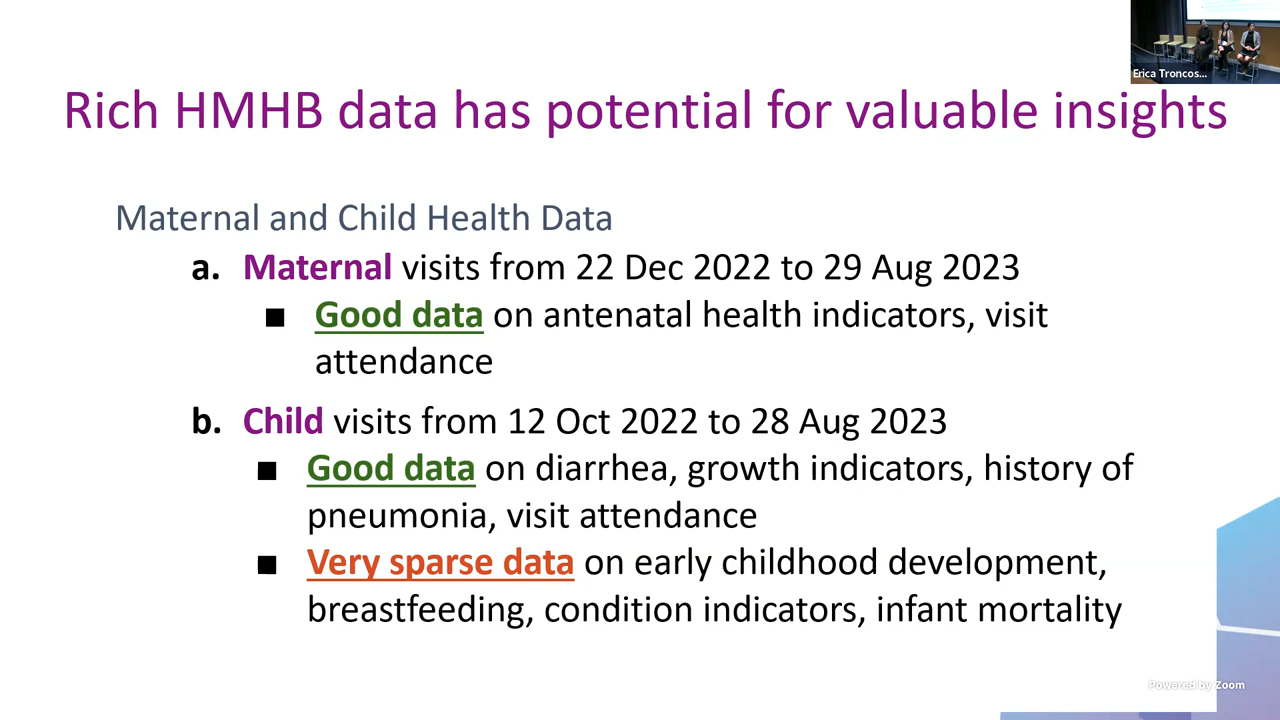 Erica Troncos...
Rich HMHB data has potential for valuable insights
Maternal and Child Health Data
a. Maternal visits from 22 Dec 2022 to 29 Aug 2023
■ Good data on antenatal health indicators, visit
attendance
b. Child visits from 12 Oct 2022 to 28 Aug 2023
■ Good data on diarrhea, growth indicators, history of
pneumonia, visit attendance
■ Very sparse data on early childhood development,
breastfeeding, condition indicators, infant mortality
Powered by Zoom